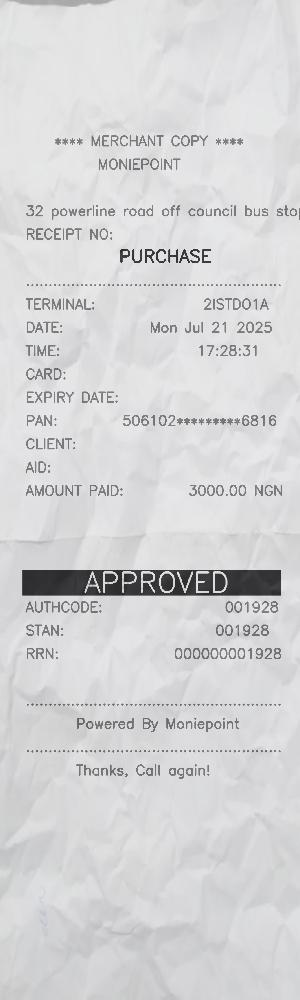 **** MERCHANT COPY ****
MONIEPOINT
32 powerline road off council bus stop
RECEIPT NO:
PURCHASE
TERMINAL: 2ISTDO1A
DATE: Mon Jul 21 2025
TIME: 17:28:31
CARD:
EXPIRY DATE:
PAN: 506102*********6816
CLIENT:
AID:
AMOUNT PAID: 3000.00 NGN
APPROVED
AUTHCODE: 001928
STAN: 001928
RRN: 000000001928
Powered By Moniepoint
Thanks, Call again!